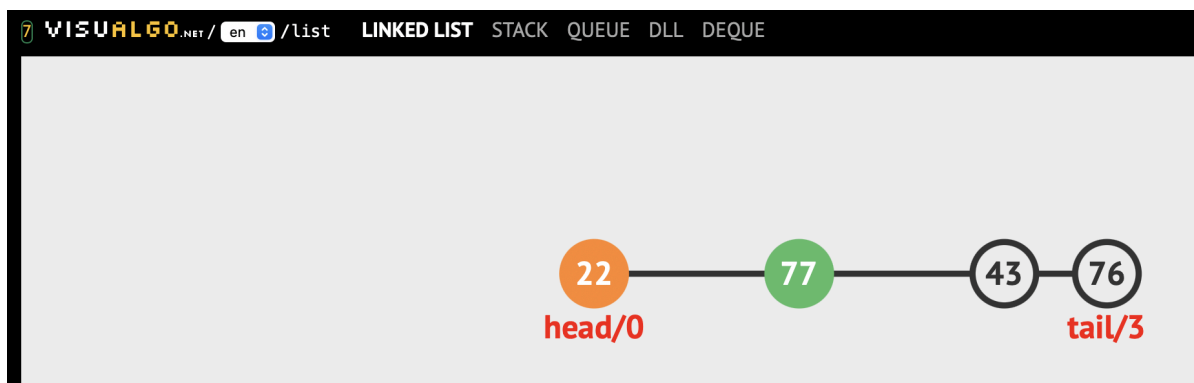 7 VISUALGO.NET/ en /list LINKED LIST STACK QUEUE DLL DEQUE
22 77 43 76
head/0 tail/3